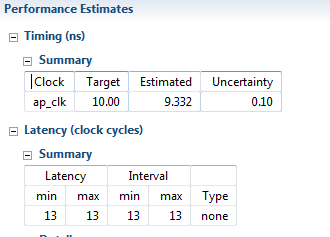 Performance Estimates
Timing (ns)
Summary
Clock Target Estimated Uncertainty
ap_clk 10.00 9.332 0.10
Latency (clock cycles)
Summary
Latency Interval
min max min max Type
13 13 13 13 none